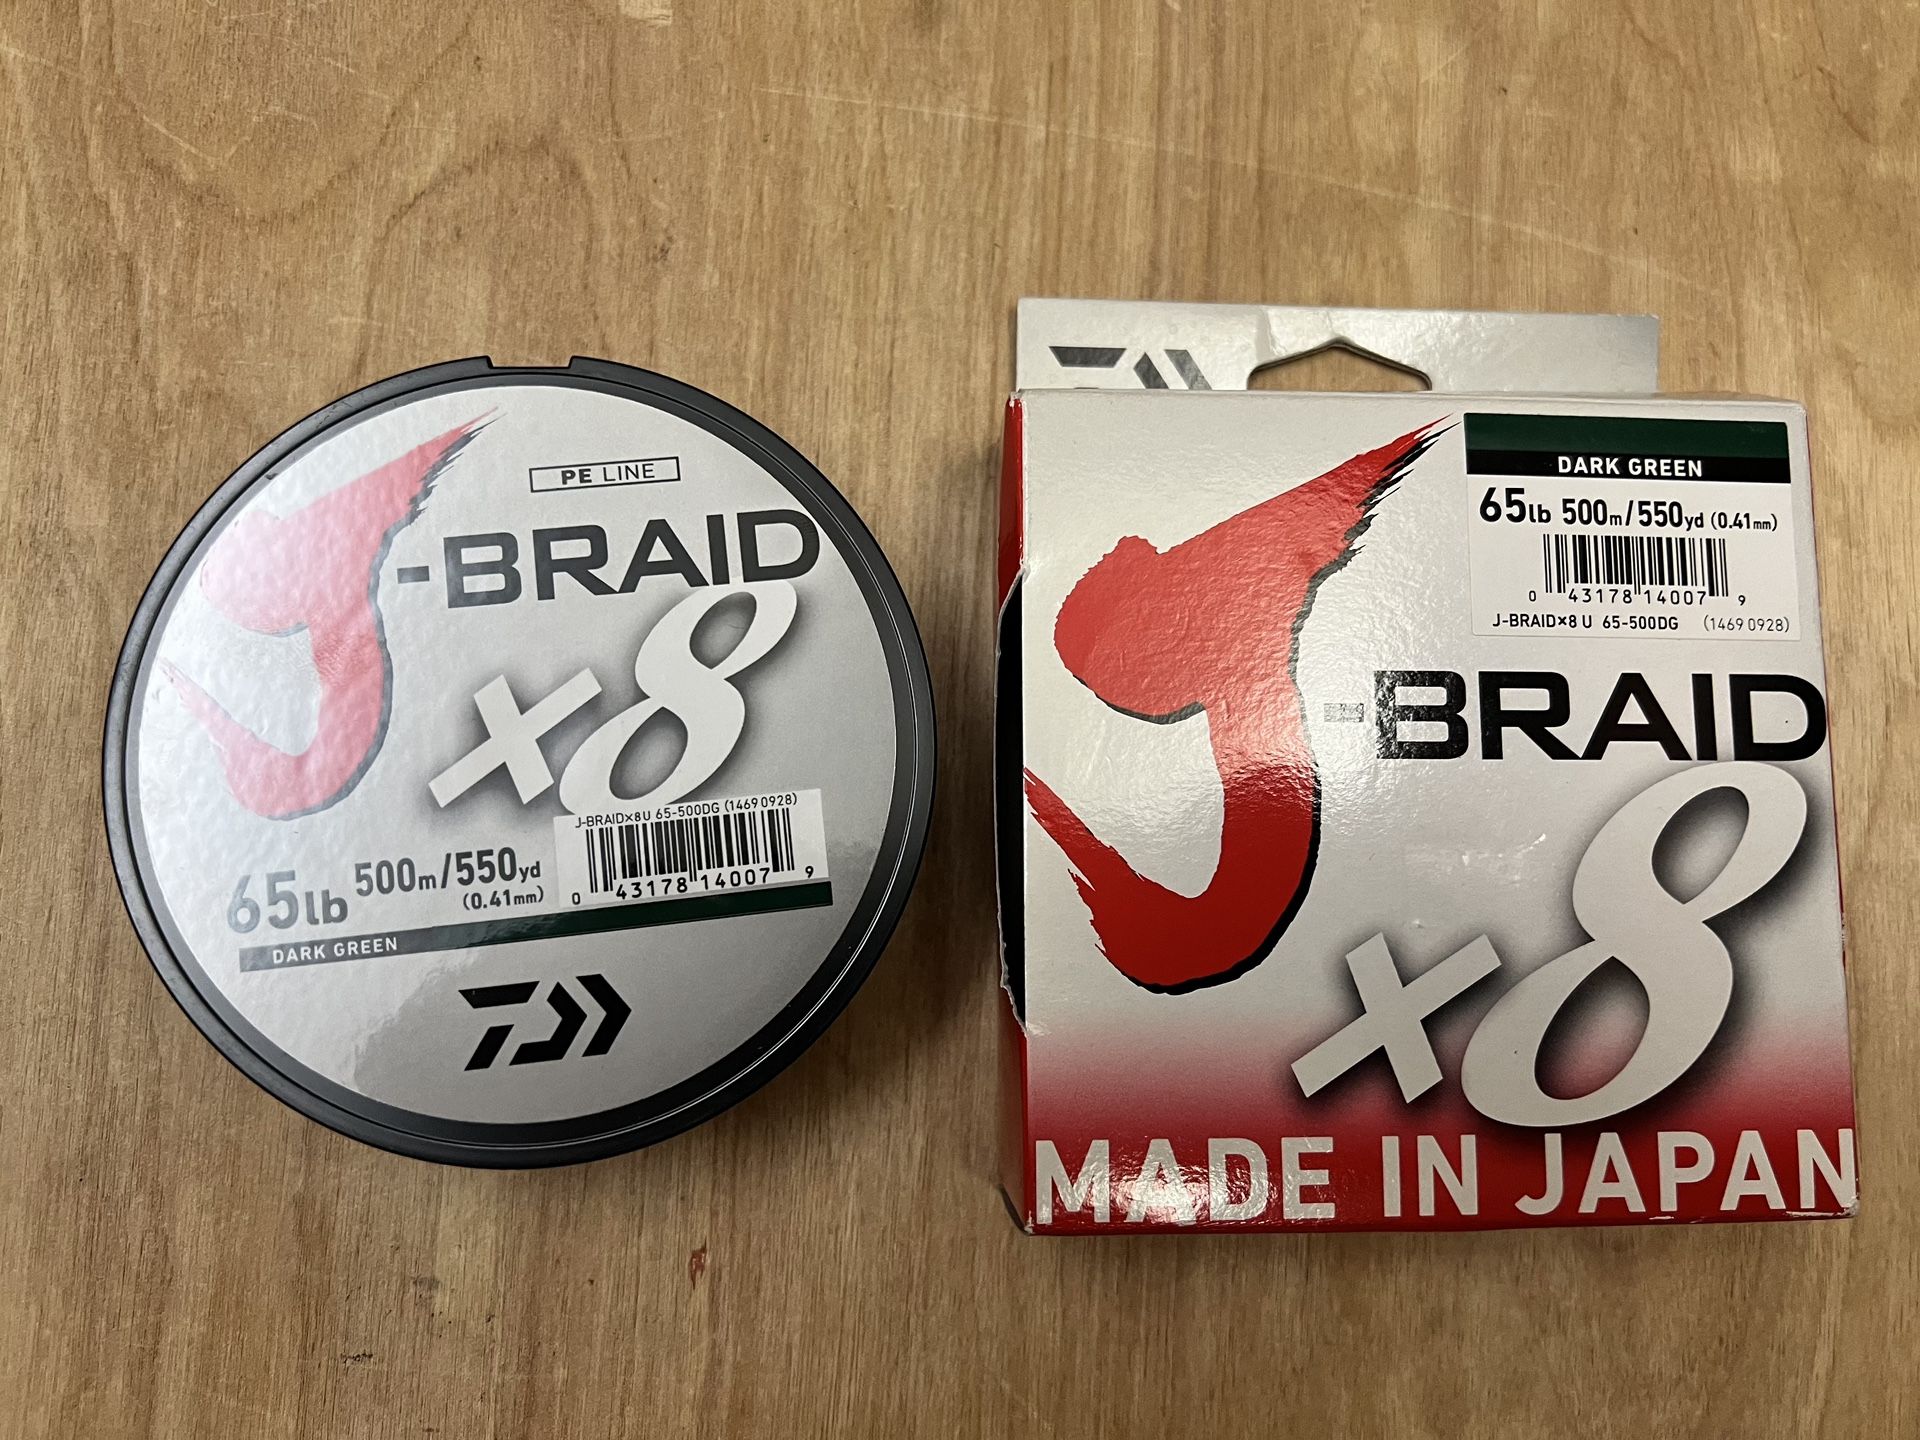 PE LINE
J-BRAID
x8
J-BRAID×8U 65-500DG (1469 0928)
0 43178 14007 9
65lb 500m/550yd
(0.41mm)
DARK GREEN
DARK GREEN
65lb 500m/550yd (0.41mm)
0 43178 14007 9
J-BRAID×8 U 65-500DG (1469 0928)
J-BRAID
x8
MADE IN JAPAN